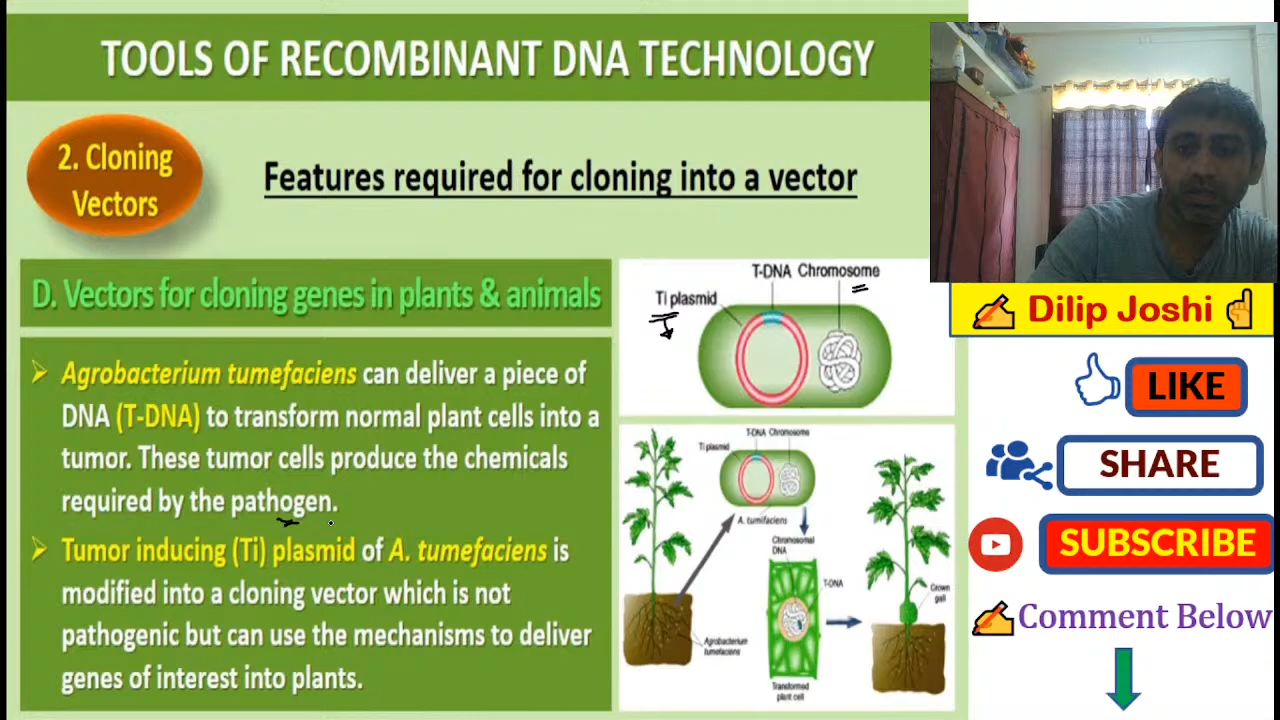 TOOLS OF RECOMBINANT DNA TECHNOLOGY
2. Cloning
Vectors
Features required for cloning into a vector
D. Vectors for cloning genes in plants & animals
➢ Agrobacterium tumefaciens can deliver a piece of
DNA (T-DNA) to transform normal plant cells into a
tumor. These tumor cells produce the chemicals
required by the pathogen.
➢ Tumor inducing (Ti) plasmid of A. tumefaciens is
modified into a cloning vector which is not
pathogenic but can use the mechanisms to deliver
genes of interest into plants.
T-DNA Chromosome
Ti plasmid
T-DNA Chromosome
Ti plasmid
A. tumifaciens
Chromosomal
DNA
T-DNA
Crown
gall
Agrobacterium
tumefaciens
Transformed
plant cell
Dilip Joshi
LIKE
SHARE
SUBSCRIBE
Comment Below